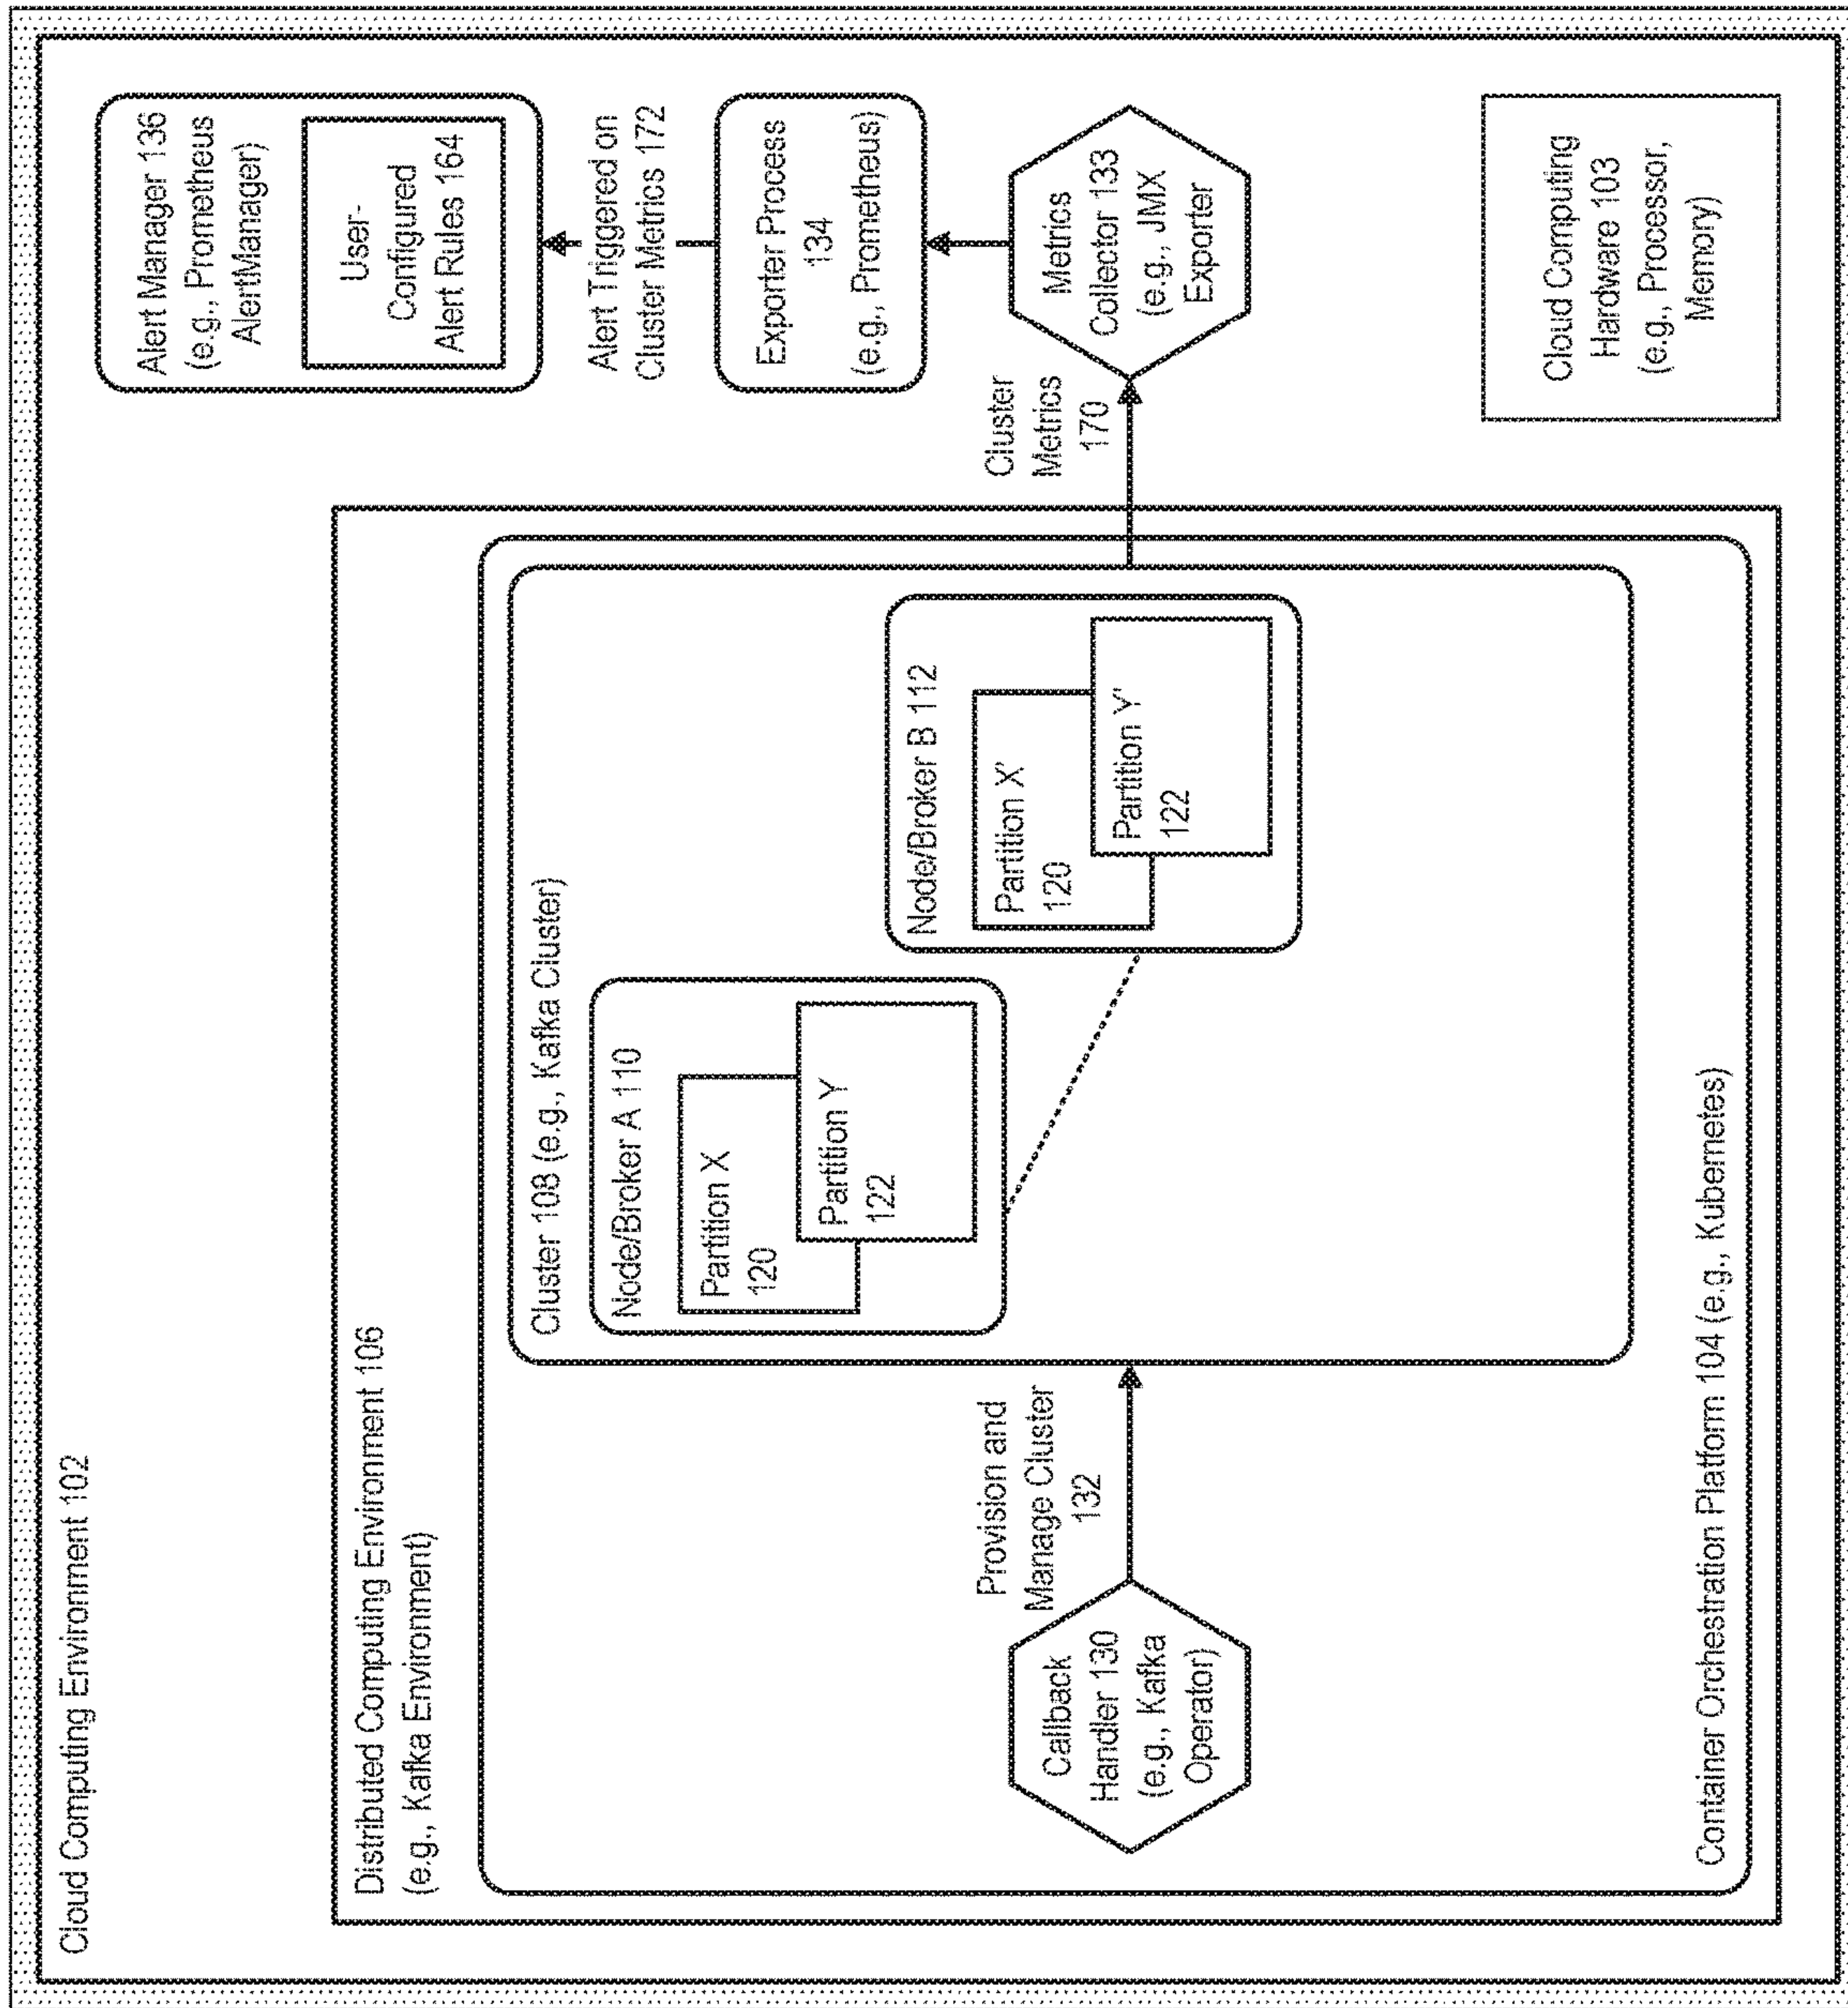 Cloud Computing Environment 102
Distributed Computing Environment 106
(e.g., Kafka Environment)
Callback
Handler 130
(e.g., Kafka
Operator)
Provision and
Manage Cluster
132
Cluster 108 (e.g., Kafka Cluster)
Node/Broker A 110
Partition X
120
Partition Y
122
Node/Broker B 112
Partition X'
120
Partition Y'
122
Container Orchestration Platform 104 (e.g., Kubernetes)
Cluster
Metrics
170
Alert Manager 136
(e.g., Prometheus
AlertManager)
User-
Configured
Alert Rules 164
Alert Triggered on
Cluster Metrics 172
Exporter Process
134
(e.g., Prometheus)
Metrics
Collector 133
(e.g., JMX
Exporter
Cloud Computing
Hardware 103
(e.g., Processor,
Memory)